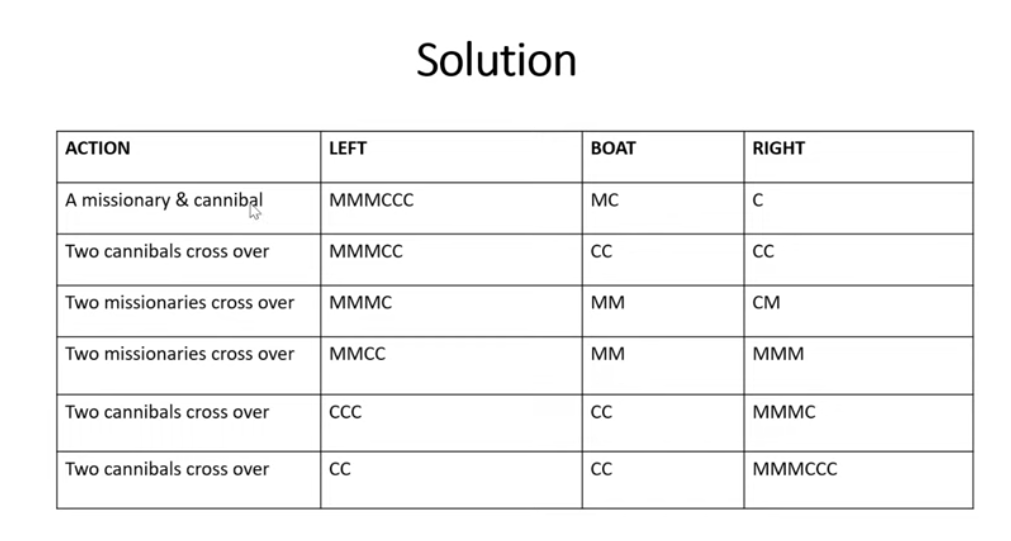 Solution
ACTION LEFT BOAT RIGHT
A missionary & cannibal MMMCCC MC C
Two cannibals cross over MMMCC CC CC
Two missionaries cross over MMMC MM CM
Two missionaries cross over MMCC MM MMM
Two cannibals cross over CCC CC MMMC
Two cannibals cross over CC CC MMMCCC